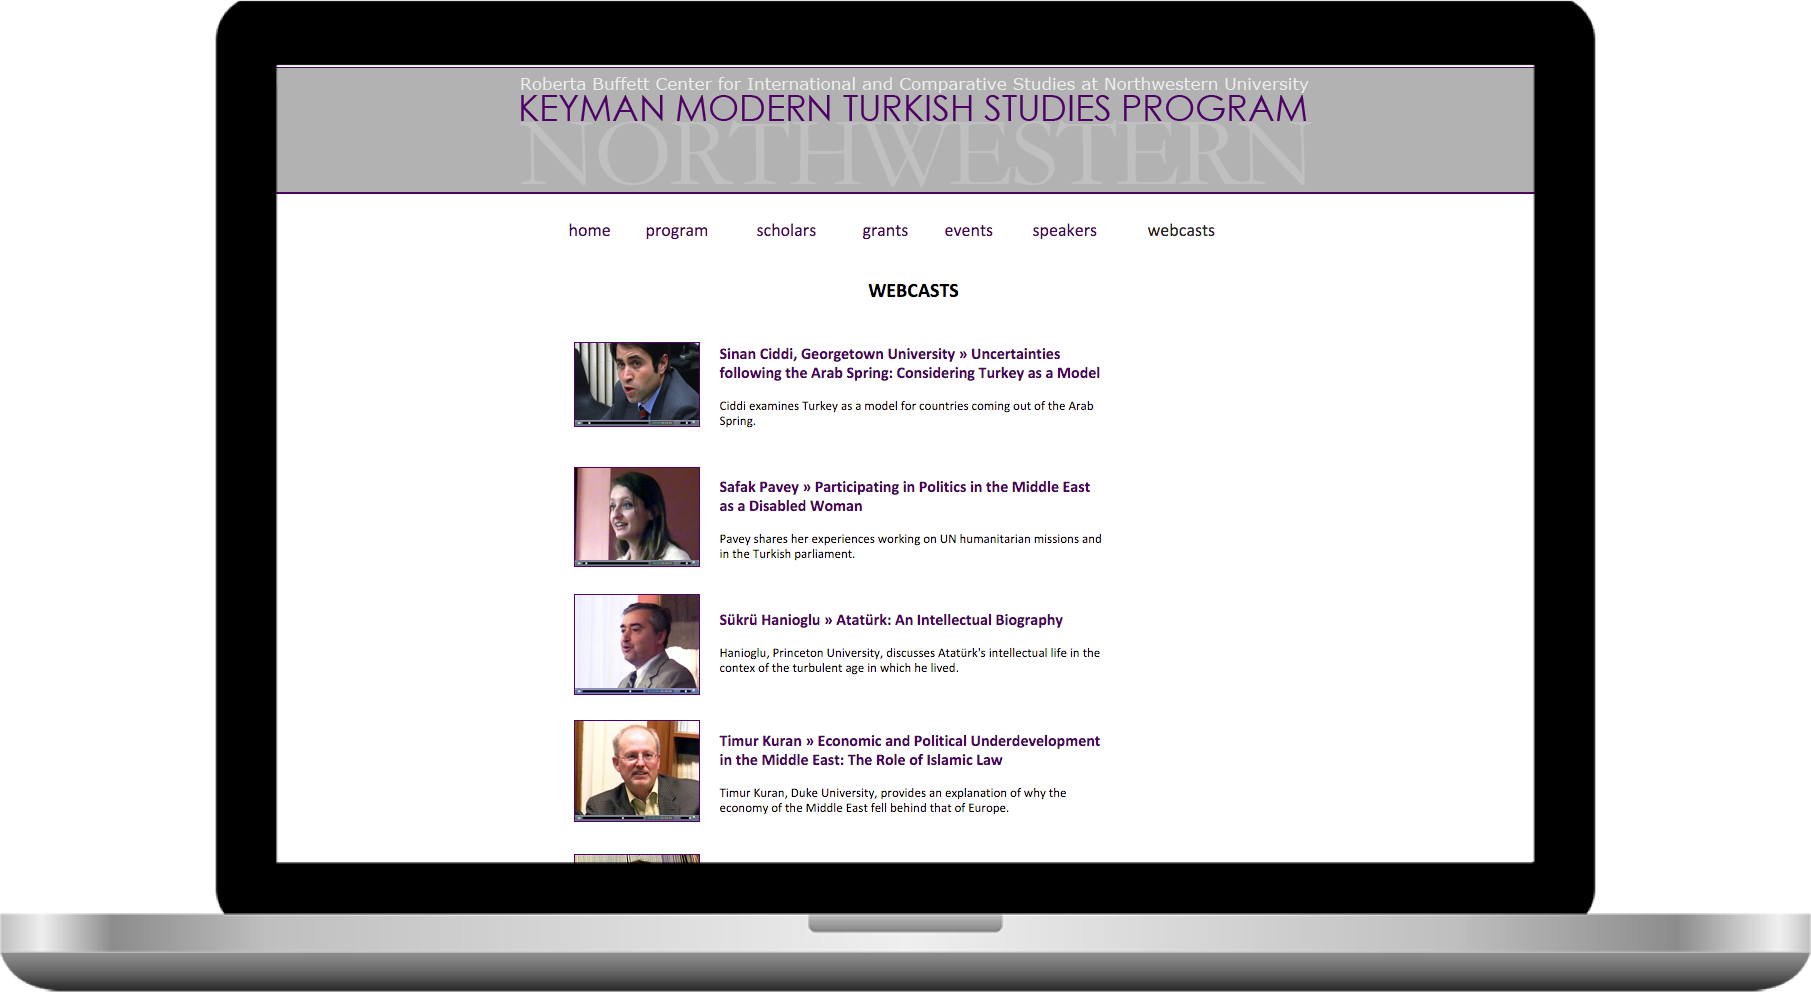 Roberta Buffett Center for International and Comparative Studies at Northwestern University
KEYMAN MODERN TURKISH STUDIES PROGRAM
NORTHWESTERN
home program scholars grants events speakers webcasts
WEBCASTS
Sinan Ciddi, Georgetown University » Uncertainties
following the Arab Spring: Considering Turkey as a Model
Ciddi examines Turkey as a model for countries coming out of the Arab
Spring.
Safak Pavey » Participating in Politics in the Middle East
as a Disabled Woman
Pavey shares her experiences working on UN humanitarian missions and
in the Turkish parliament.
Sükrü Hanioglu » Atatürk: An Intellectual Biography
Hanioglu, Princeton University, discusses Atatürk's intellectual life in the
contex of the turbulent age in which he lived.
Timur Kuran » Economic and Political Underdevelopment
in the Middle East: The Role of Islamic Law
Timur Kuran, Duke University, provides an explanation of why the
economy of the Middle East fell behind that of Europe.